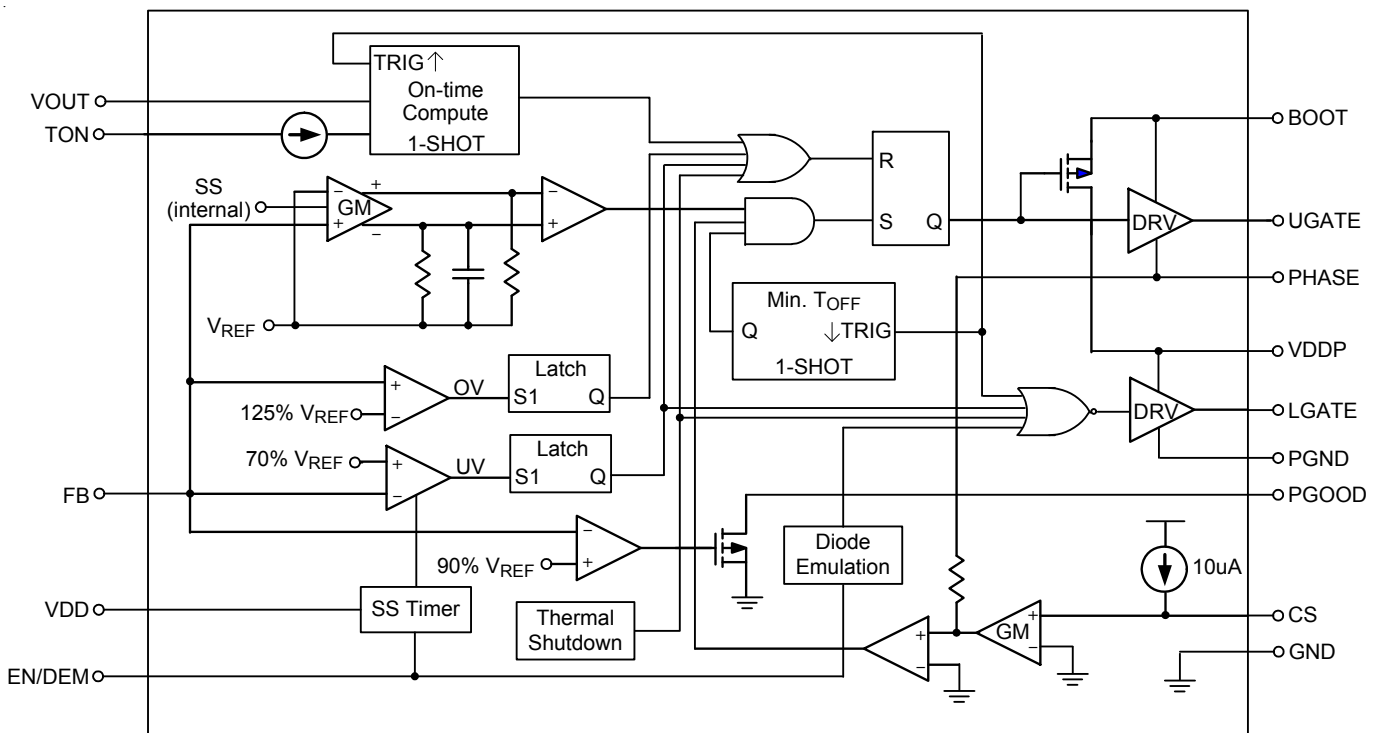 TRIG↑
On-time
Compute
1-SHOT
VOUT
TON
BOOT
R
S
Q
SS
(internal)
−
+
GM
+
−
−
+
DRV
UGATE
PHASE
Min. TOFF
Q
↓TRIG
1-SHOT
VREF
VDDP
Latch
S1
Q
+
−
OV
125% VREF
DRV
LGATE
Latch
S1
Q
70% VREF
+
−
UV
PGND
FB
PGOOD
−
+
90% VREF
Diode
Emulation
10uA
VDD
SS Timer
Thermal
Shutdown
+
−
GM
+
−
CS
GND
EN/DEM